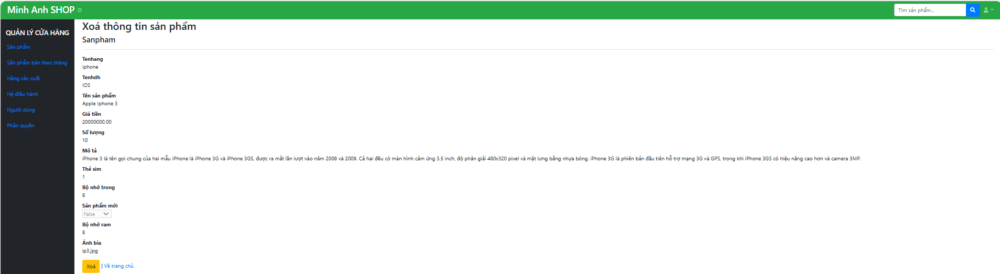 Minh Anh SHOP
Tìm sản phẩm...
QUẢN LÝ CỬA HÀNG
Sản phẩm
Sản phẩm bán theo tháng
Hãng sản xuất
Hệ điều hành
Người dùng
Phân quyền
Xoá thông tin sản phẩm
Sanpham
Tenhang
Iphone
Tenhdh
IOS
Tên sản phẩm
Apple Iphone 3
Giá tiền
20000000,00
Số lượng
10
Mô tả
iPhone 3 là tên gọi chung của hai mẫu iPhone là iPhone 3G và iPhone 3GS, được ra mắt lần lượt vào năm 2008 và 2009. Cả hai đều có màn hình cảm ứng 3.5 inch, độ phân giải 480x320 pixel và mặt lưng bằng nhựa bóng. iPhone 3G là phiên bản đầu tiên hỗ trợ mạng 3G và GPS, trong khi iPhone 3GS có hiệu năng cao hơn và camera 3MP.
Thẻ sim
1
Bộ nhớ trong
8
Sản phẩm mới
False
Bộ nhớ ram
8
Ảnh bìa
ip3.jpg
Xoá | Về trang chủ